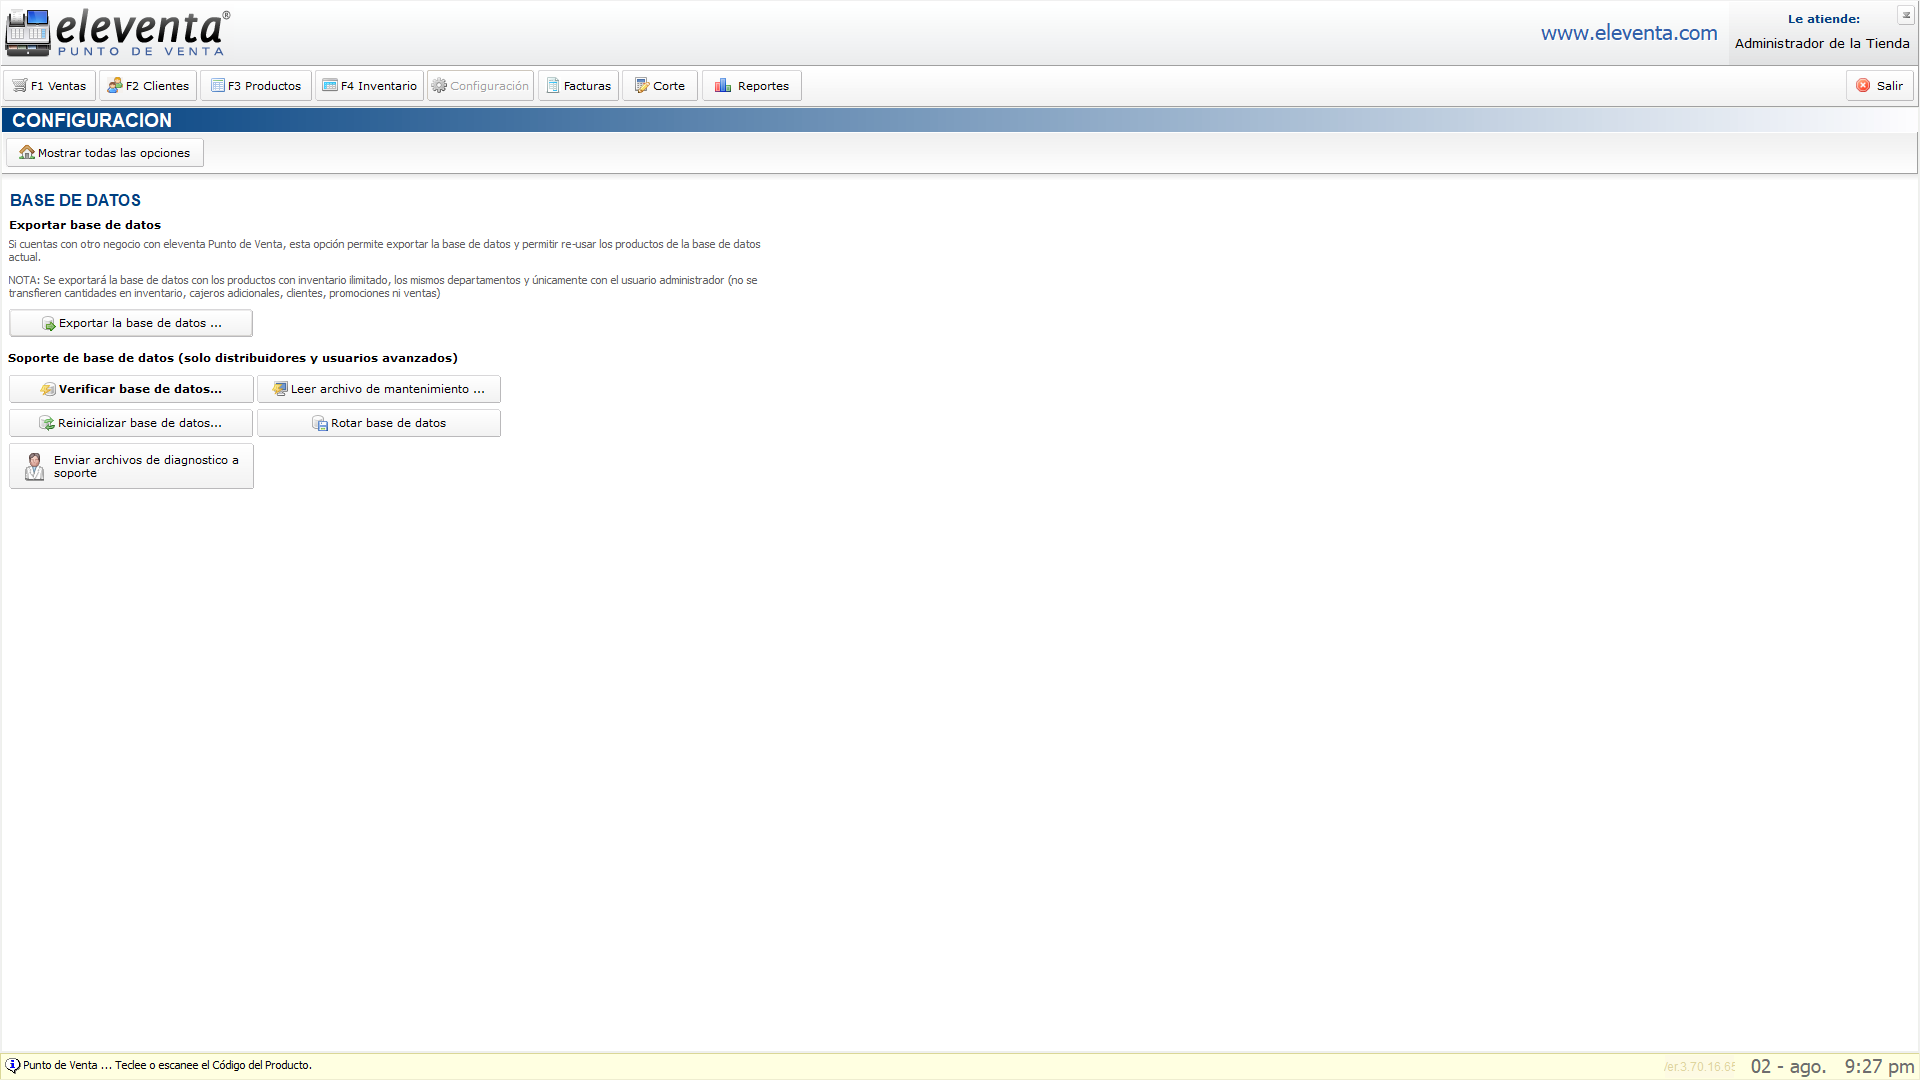 eleventa®
PUNTO DE VENTA
www.eleventa.com
Le atiende:
Administrador de la Tienda
F1 Ventas
F2 Clientes
F3 Productos
F4 Inventario
Configuración
Facturas
Corte
Reportes
Salir
CONFIGURACION
Mostrar todas las opciones
BASE DE DATOS
Exportar base de datos
Si cuentas con otro negocio con eleventa Punto de Venta, esta opción permite exportar la base de datos y permitir re-usar los productos de la base de datos
actual.
NOTA: Se exportará la base de datos con los productos con inventario ilimitado, los mismos departamentos y únicamente con el usuario administrador (no se
transfieren cantidades en inventario, cajeros adicionales, clientes, promociones ni ventas)
Exportar la base de datos ...
Soporte de base de datos (solo distribuidores y usuarios avanzados)
Verificar base de datos...
Leer archivo de mantenimiento ...
Reinicializar base de datos...
Rotar base de datos
Enviar archivos de diagnostico a
soporte
Punto de Venta ... Teclee o escanee el Código del Producto.
02 - ago.
9:27 pm